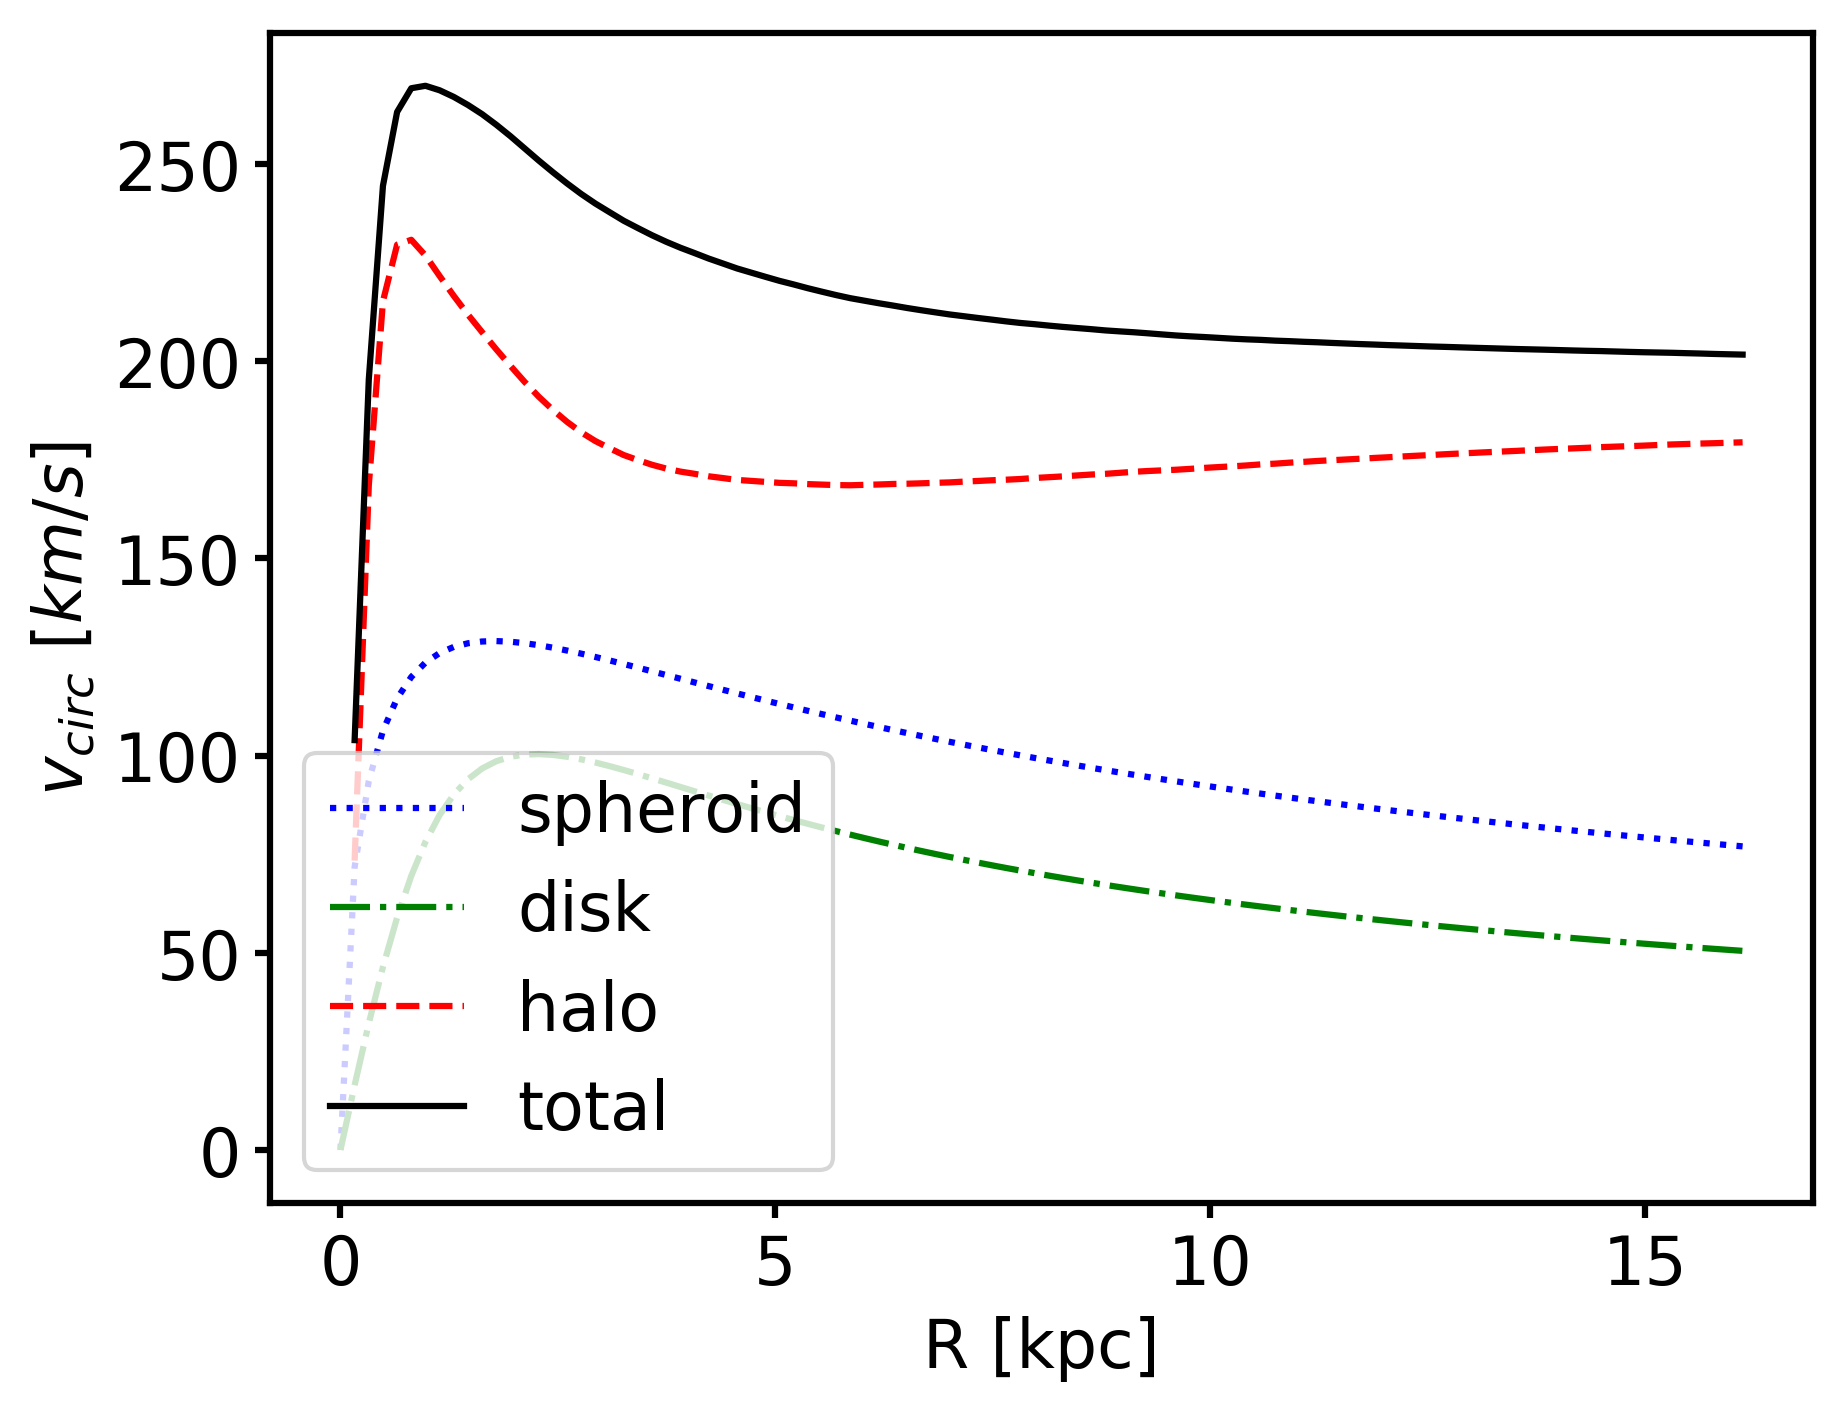 250
200
150
100
50
0
v_circ [km/s]
spheroid
disk
halo
total
0 5 10 15
R [kpc]